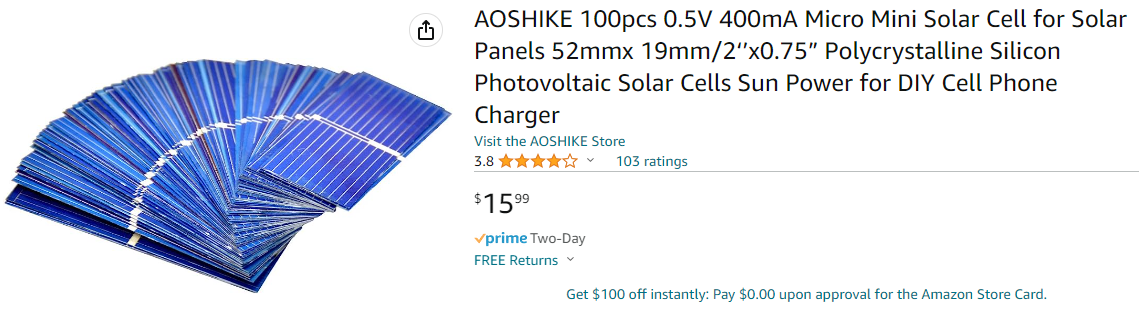 AOSHIKE 100pcs 0.5V 400mA Micro Mini Solar Cell for Solar
Panels 52mmx 19mm/2‘’x0.75” Polycrystalline Silicon
Photovoltaic Solar Cells Sun Power for DIY Cell Phone
Charger
Visit the AOSHIKE Store
3.8 103 ratings
$15.99
prime Two-Day
FREE Returns
Get $100 off instantly: Pay $0.00 upon approval for the Amazon Store Card.